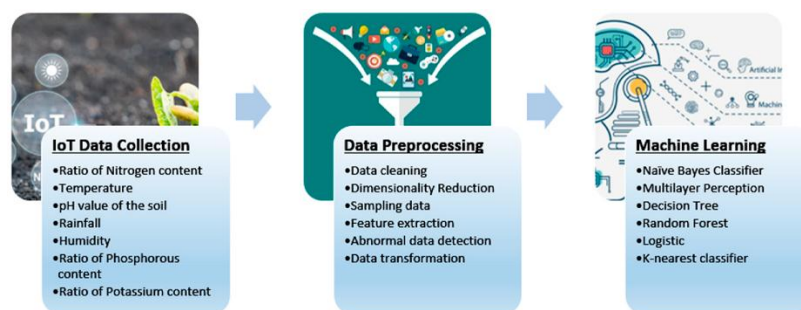 IoT
IoT Data Collection
•Ratio of Nitrogen content
•Temperature
•pH value of the soil
•Rainfall
•Humidity
•Ratio of Phosphorous
content
•Ratio of Potassium content
Data Preprocessing
•Data cleaning
•Dimensionality Reduction
•Sampling data
•Feature extraction
•Abnormal data detection
•Data transformation
Artificial In
Machine
Machine Learning
•Naïve Bayes Classifier
•Multilayer Perception
•Decision Tree
•Random Forest
•Logistic
•K-nearest classifier